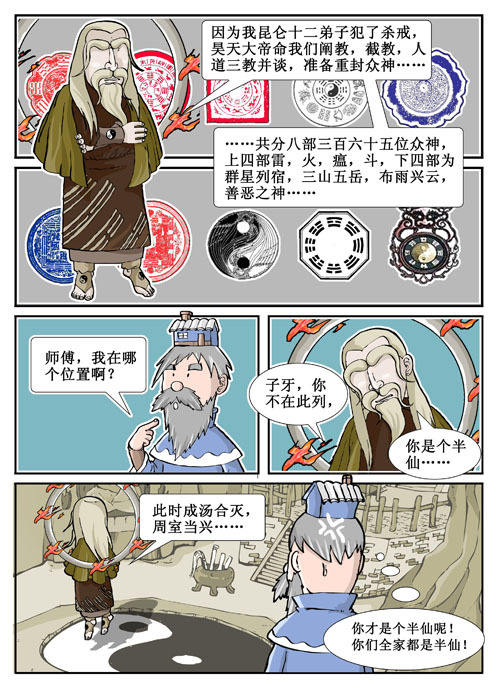 因为我昆仑十二弟子犯了杀戒，
昊天大帝命我们阐教，截教，人
道三教并谈，准备重封众神……
……共分八部三百六十五位众神，
上四部雷，火，瘟，斗，下四部为
群星列宿，三山五岳，布雨兴云，
善恶之神……
师傅，我在哪
个位置啊？
子牙，你
不在此列，
你是个半
仙……
此时成汤合灭，
周室当兴……
你才是个半仙呢！
你们全家都是半仙！